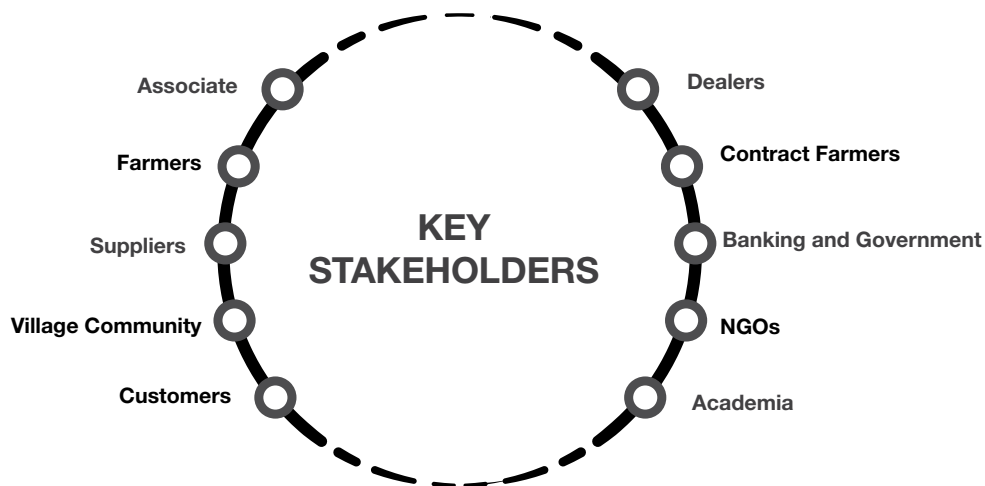 Associate
Farmers
Suppliers
Village Community
Customers
KEY
STAKEHOLDERS
Dealers
Contract Farmers
Banking and Government
NGOs
Academia